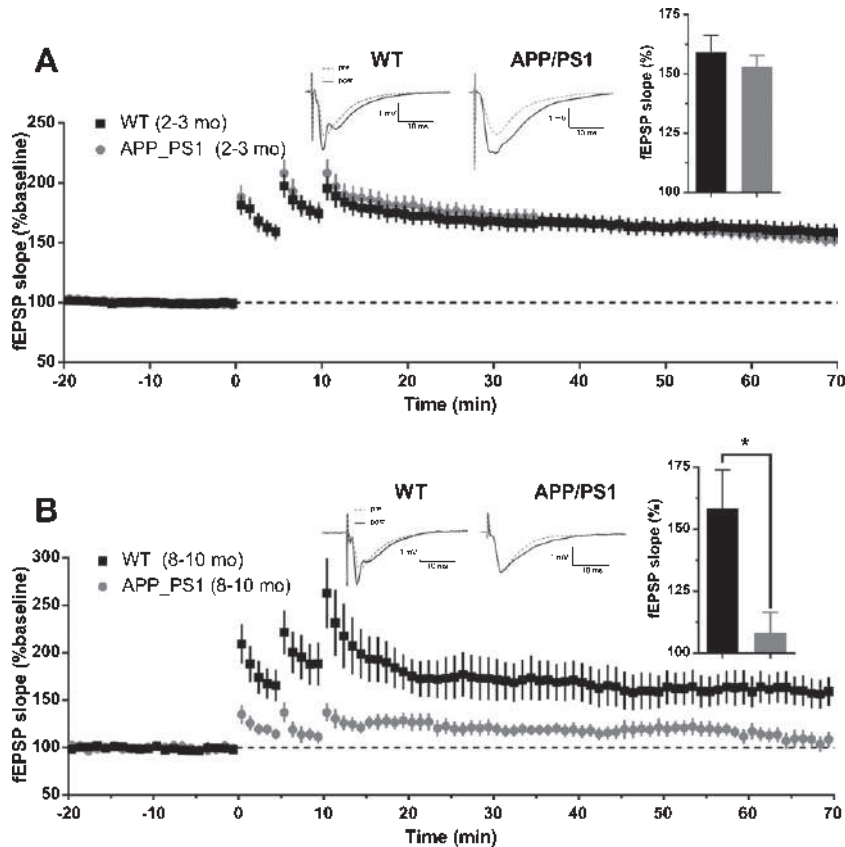 A
WT
APP/PS1
pre
post
1 mV
10 ms
1 mV
10 ms
WT (2-3 mo)
APP_PS1 (2-3 mo)
fEPSP slope (%baseline)
250
200
150
100
50
-20
-10
0
10
20
30
40
50
60
70
Time (min)
fEPSP slope (%)
175
150
125
100
B
WT
APP/PS1
pre
post
1 mV
10 ms
1 mV
10 ms
WT (8-10 mo)
APP_PS1 (8-10 mo)
fEPSP slope (%baseline)
300
250
200
150
100
50
-20
-10
0
10
20
30
40
50
60
70
Time (min)
fEPSP slope (%)
175
150
125
100
*